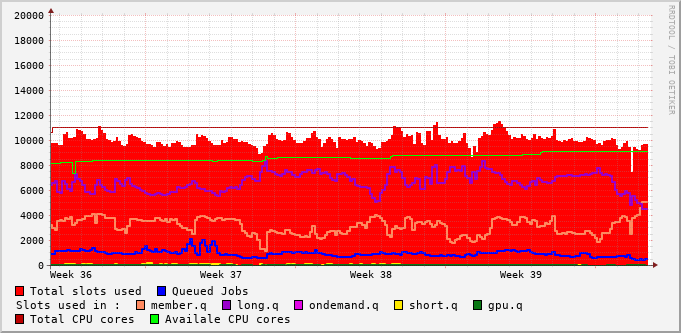 20000
18000
16000
14000
12000
10000
8000
6000
4000
2000
0
Week 36 Week 37 Week 38 Week 39
Total slots used Queued Jobs
Slots used in : member.q long.q ondemand.q short.q gpu.q
Total CPU cores Availale CPU cores
RRDTOOL / TOBI OETIKER